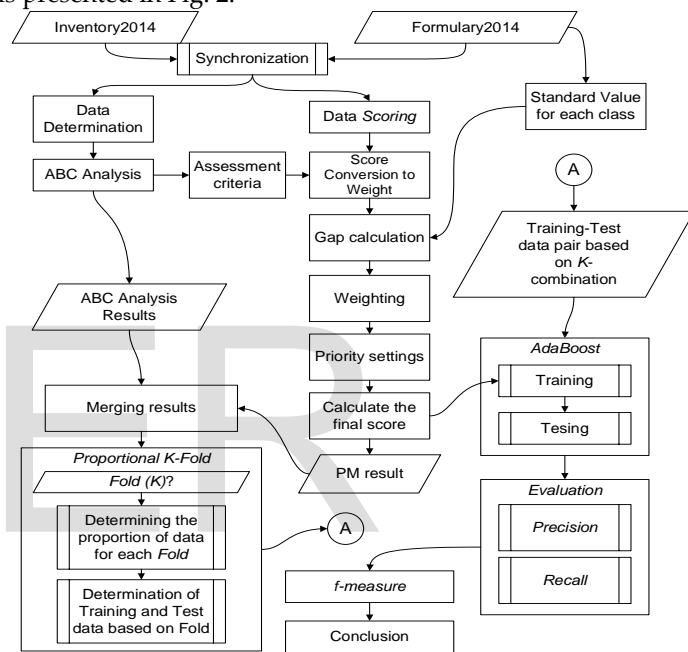 is presented in Fig. 2.
Inventory2014
Formulary2014
Synchronization
Data
Determination
Data Scoring
Standard Value
for each class
ABC Analysis
Assessment
criteria
Score
Conversion to
Weight
A
Gap calculation
Training-Test
data pair based
on K-
combination
ABC Analysis
Results
Weighting
Priority settings
AdaBoost
Training
Tesing
Merging results
Calculate the
final score
PM result
Proportional K-Fold
Fold (K)?
Determining the
proportion of data
for each Fold
Determination of
Training and Test
data based on Fold
A
Evaluation
Precision
Recall
f-measure
Conclusion
ER